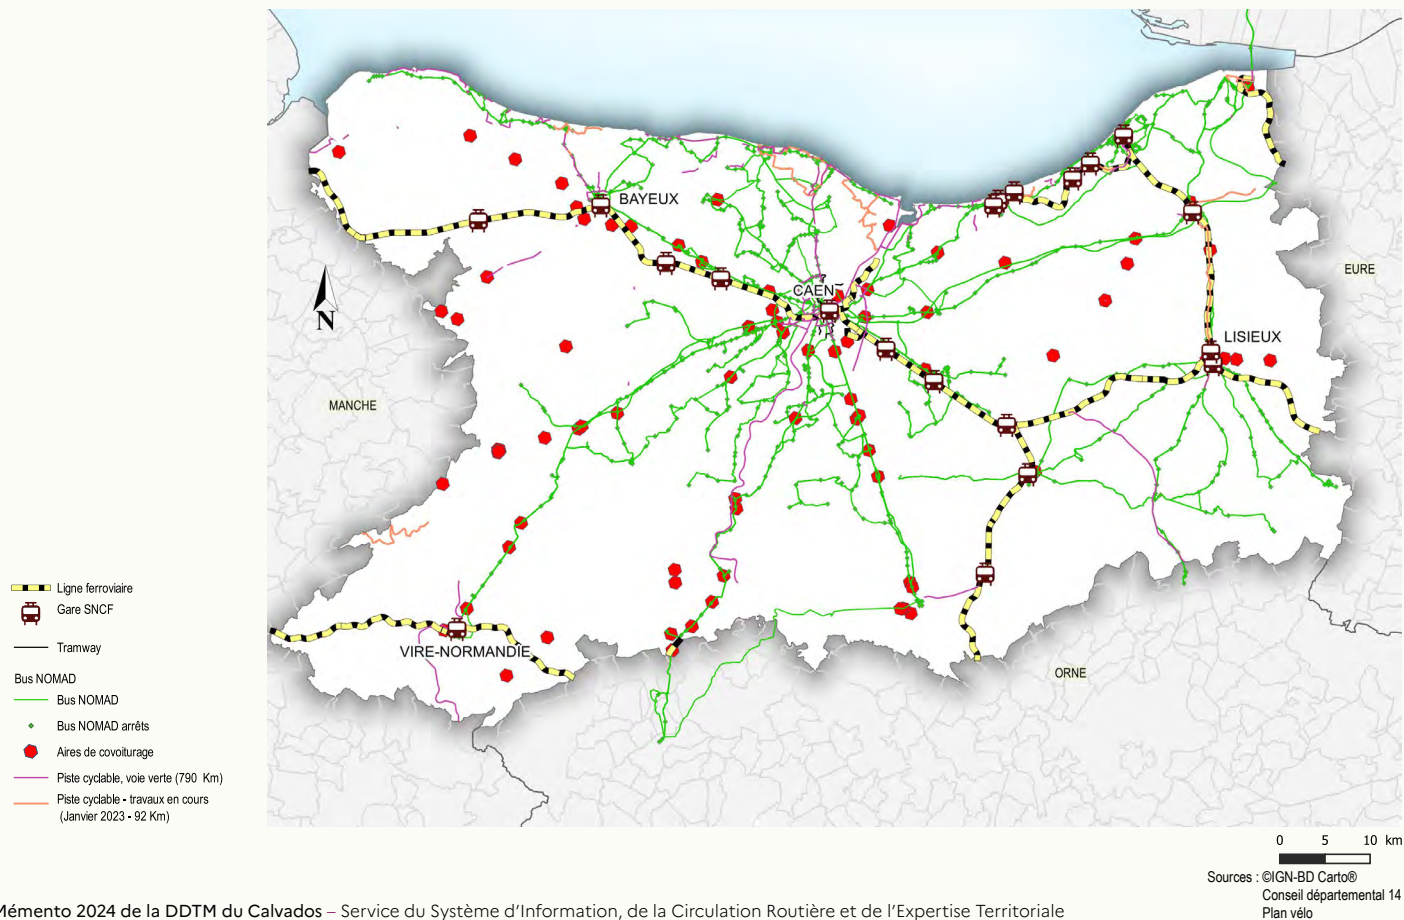 BAYEUX
CAEN
LISIEUX
EURE
MANCHE
VIRE-NORMANDIE
ORNE
N
Ligne ferroviaire
Gare SNCF
Tramway
Bus NOMAD
Bus NOMAD
Bus NOMAD arrêts
Aires de covoiturage
Piste cyclable, voie verte (790 Km)
Piste cyclable - travaux en cours
(Janvier 2023 - 92 Km)
0 5 10 km
Sources : ©IGN-BD Carto®
Conseil départemental 14
Plan vélo
Mémento 2024 de la DDTM du Calvados – Service du Système d'Information, de la Circulation Routière et de l'Expertise Territoriale